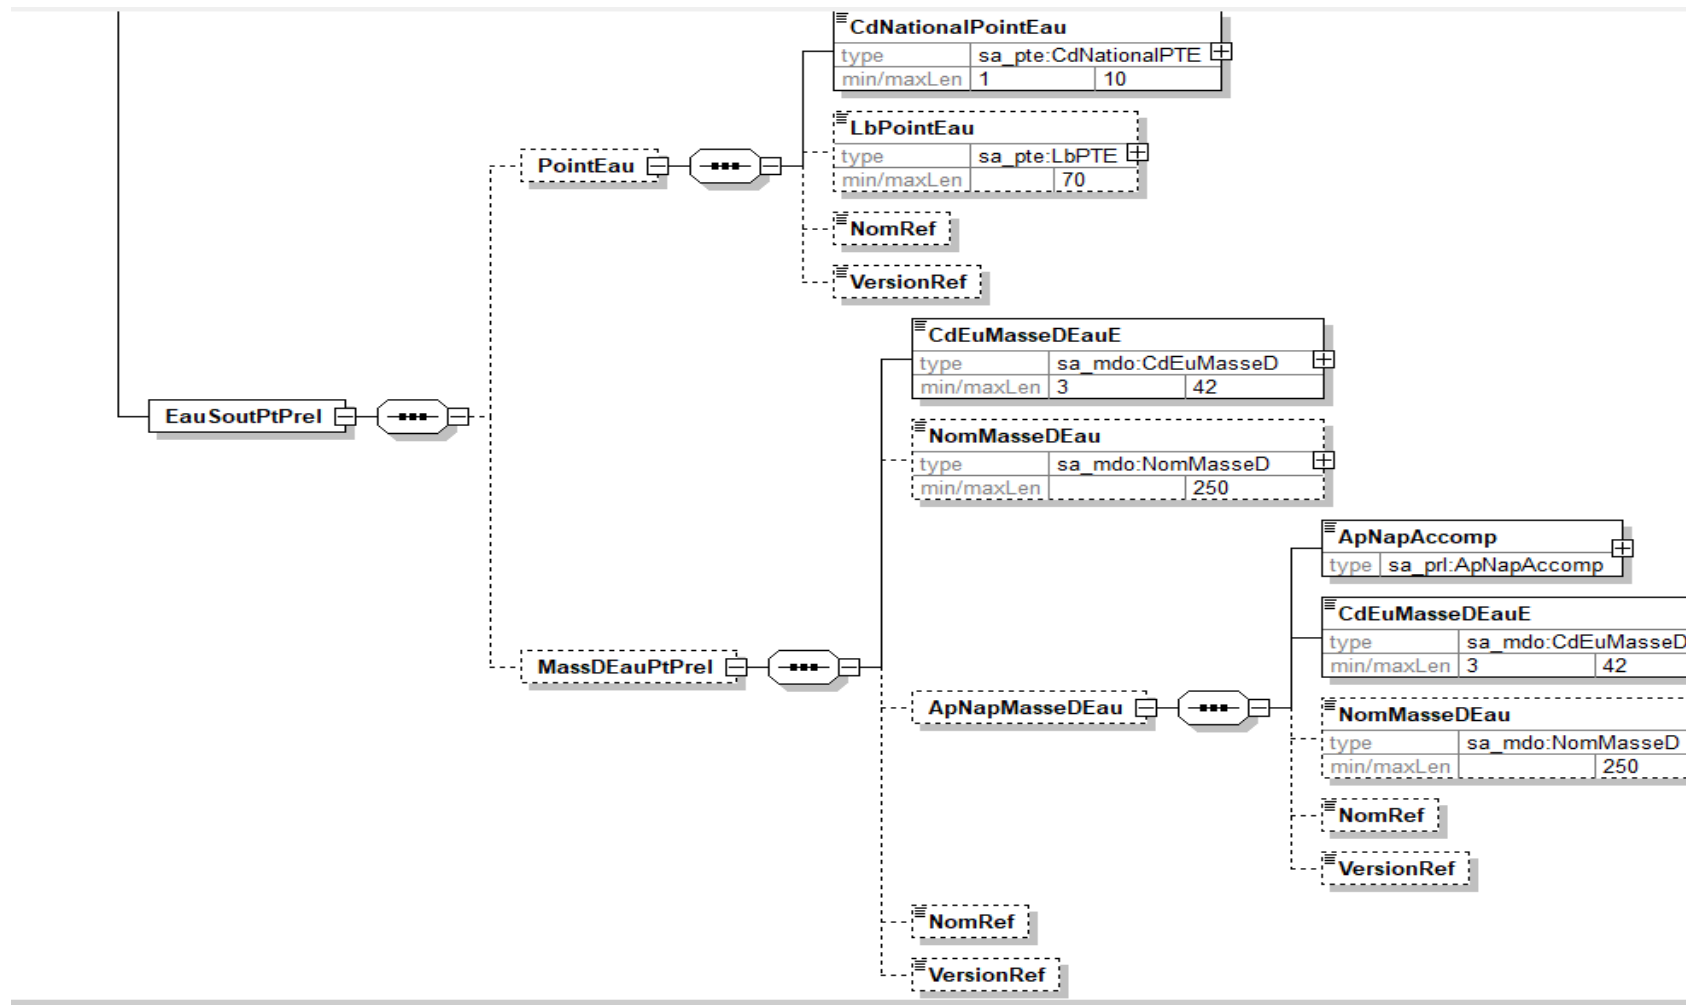 CdNationalPointEau
type sa_pte:CdNationalPTE
min/maxLen 1 10
LbPointEau
type sa_pte:LbPTE
min/maxLen 70
PointEau
NomRef
VersionRef
CdEuMasseDEauE
type sa_mdo:CdEuMasseD
min/maxLen 3 42
EauSoutPtPrel
NomMasseDEau
type sa_mdo:NomMasseD
min/maxLen 250
ApNapAccomp
type sa_prl:ApNapAccomp
CdEuMasseDEauE
type sa_mdo:CdEuMasseD
min/maxLen 3 42
MassDEauPtPrel
ApNapMasseDEau
NomMasseDEau
type sa_mdo:NomMasseD
min/maxLen 250
NomRef
VersionRef
NomRef
VersionRef